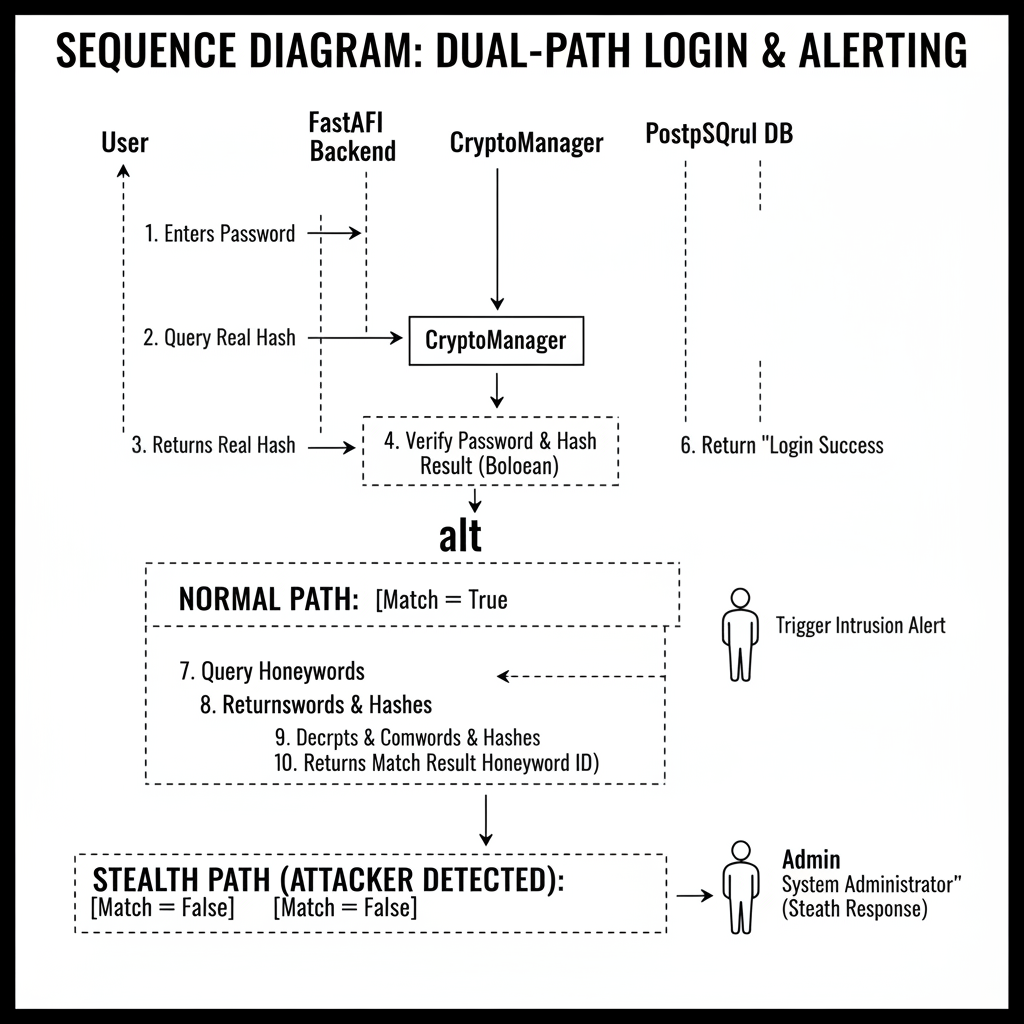 SEQUENCE DIAGRAM: DUAL-PATH LOGIN & ALERTING
User
FastAFI
Backend
CryptoManager
PostpSQrul DB
1. Enters Password
2. Query Real Hash
CryptoManager
3. Returns Real Hash
4. Verify Password & Hash
Result (Boloean)
6. Return "Login Success
alt
NORMAL PATH: [Match = True
Trigger Intrusion Alert
7. Query Honeywords
8. Returnswords & Hashes
9. Decrpts & Comwords & Hashes
10. Returns Match Result Honeyword ID)
STEALTH PATH (ATTACKER DETECTED):
[Match = False] [Match = False]
Admin
System Administrator"
(Steath Response)